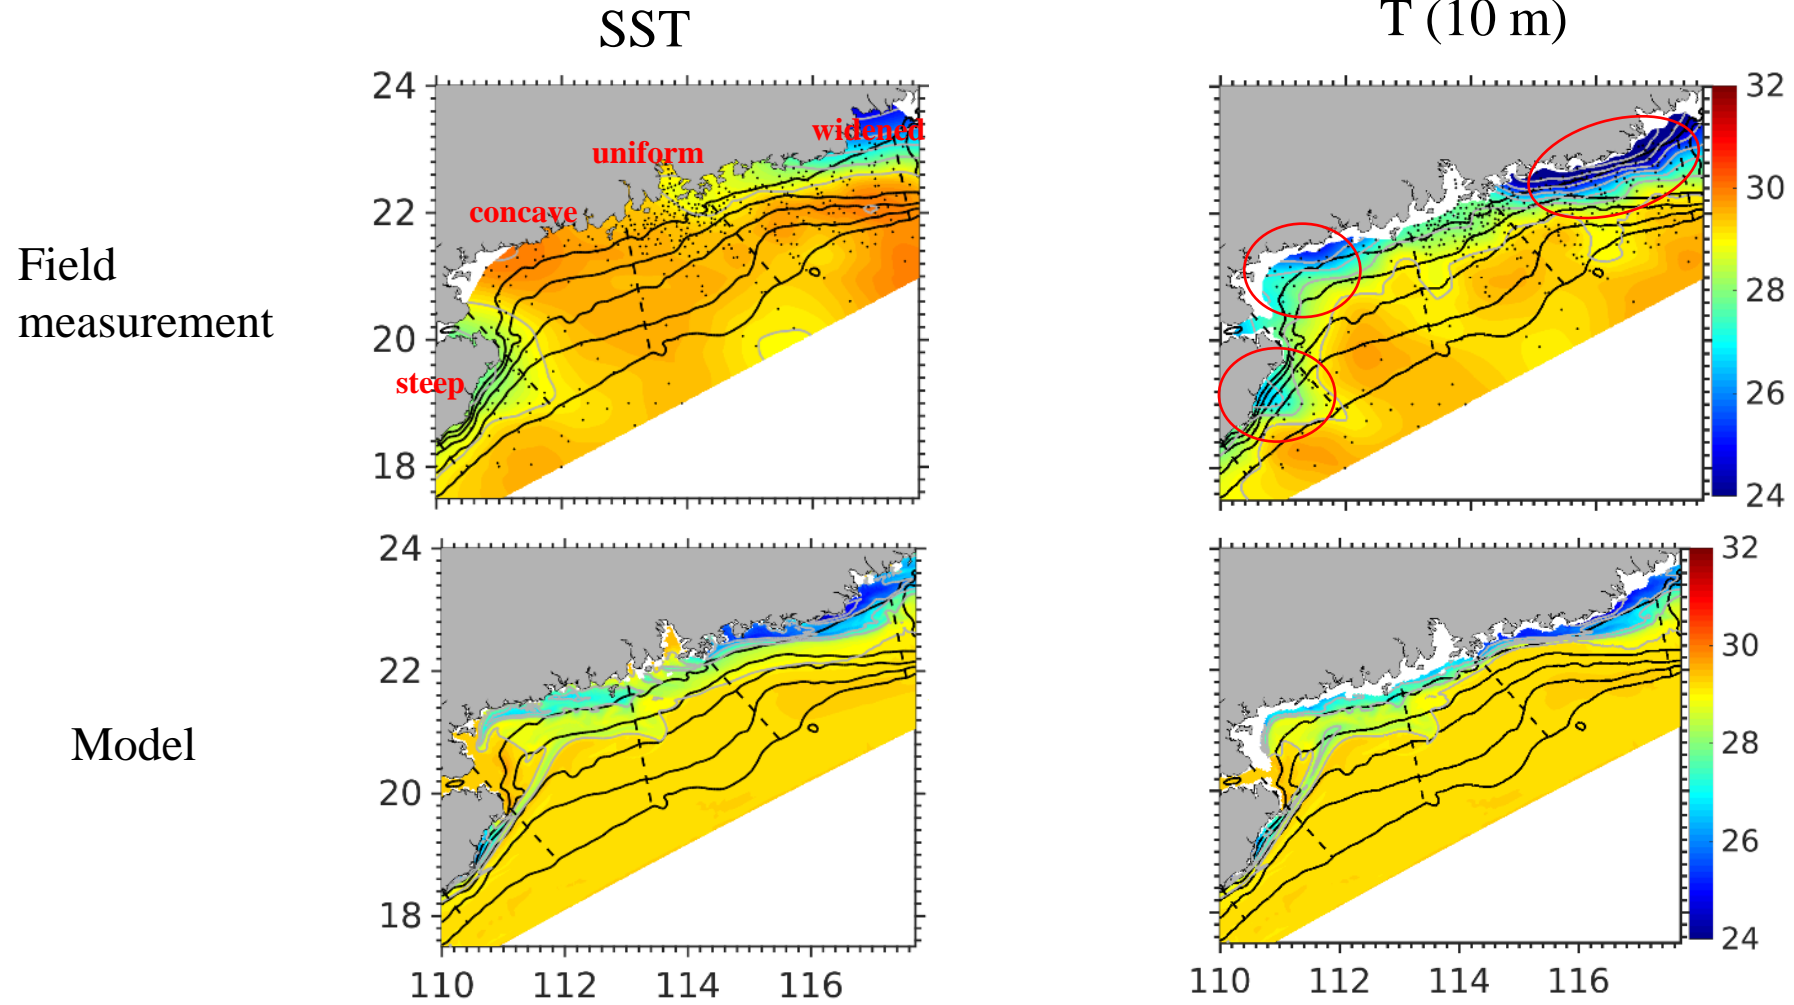 SST
T (10 m)
24
22
20
18
widened
uniform
concave
steep
32
30
28
26
24
Field
measurement
24
22
20
18
32
30
28
26
24
Model
110 112 114 116
110 112 114 116